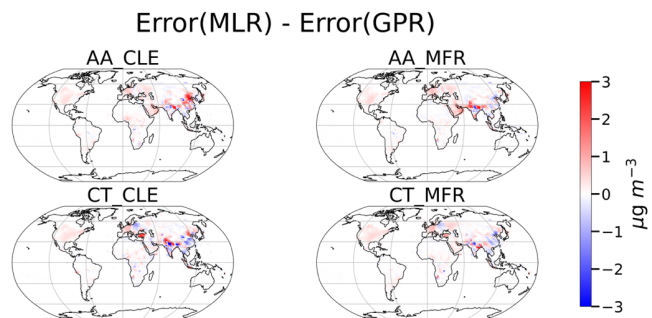 Error(MLR) - Error(GPR)
AA_CLE
AA_MFR
CT_CLE
CT_MFR
3
2
1
0
−1
−2
−3
μg m⁻³